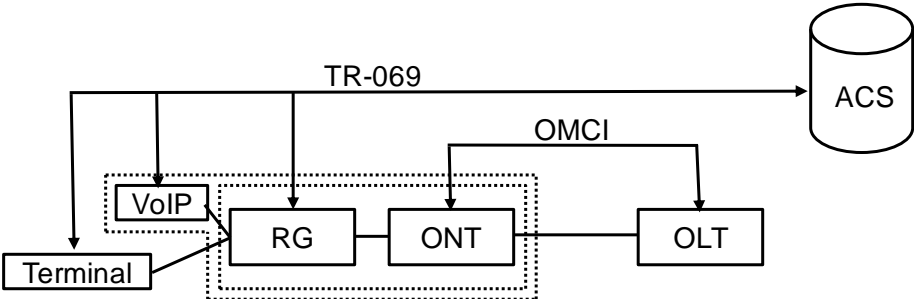 TR-069
ACS
OMCI
VoIP
RG
ONT
OLT
Terminal